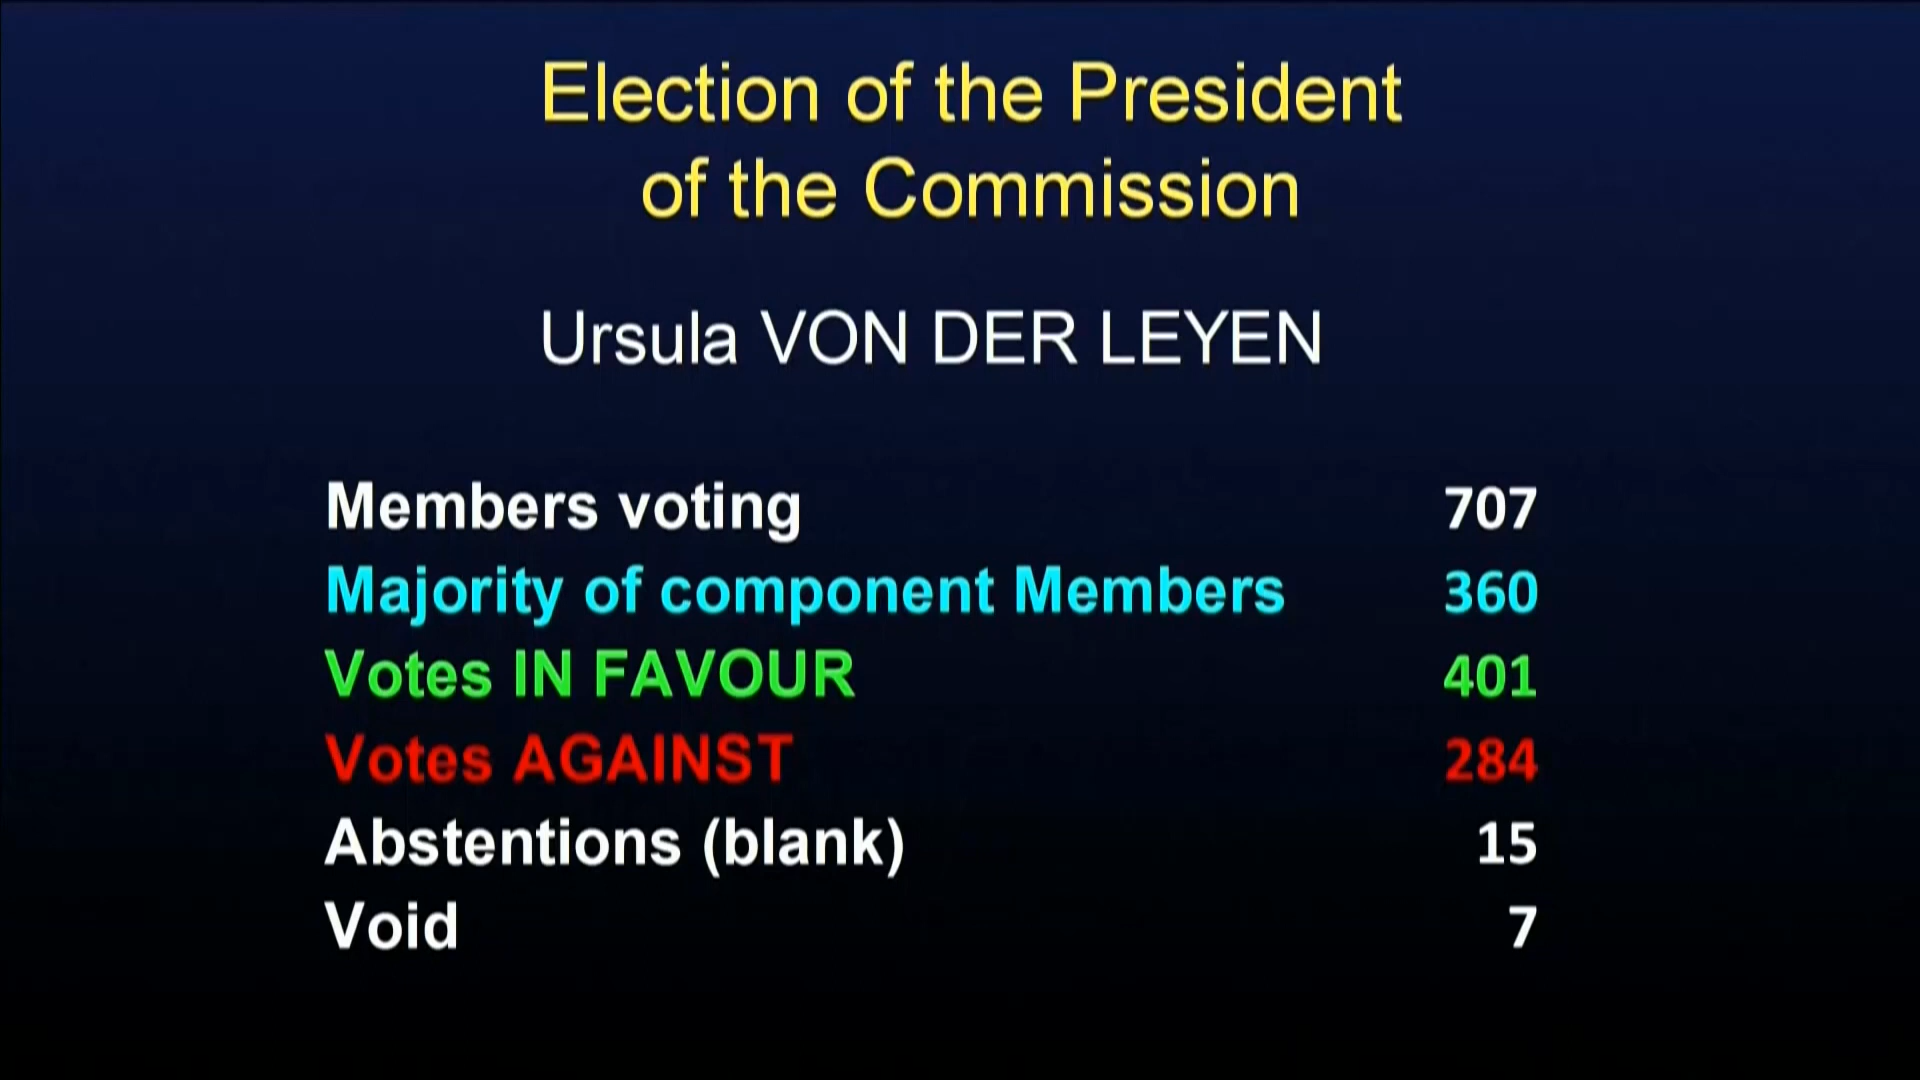 Election of the President
of the Commission
Ursula VON DER LEYEN
Members voting 707
Majority of component Members 360
Votes IN FAVOUR 401
Votes AGAINST 284
Abstentions (blank) 15
Void 7